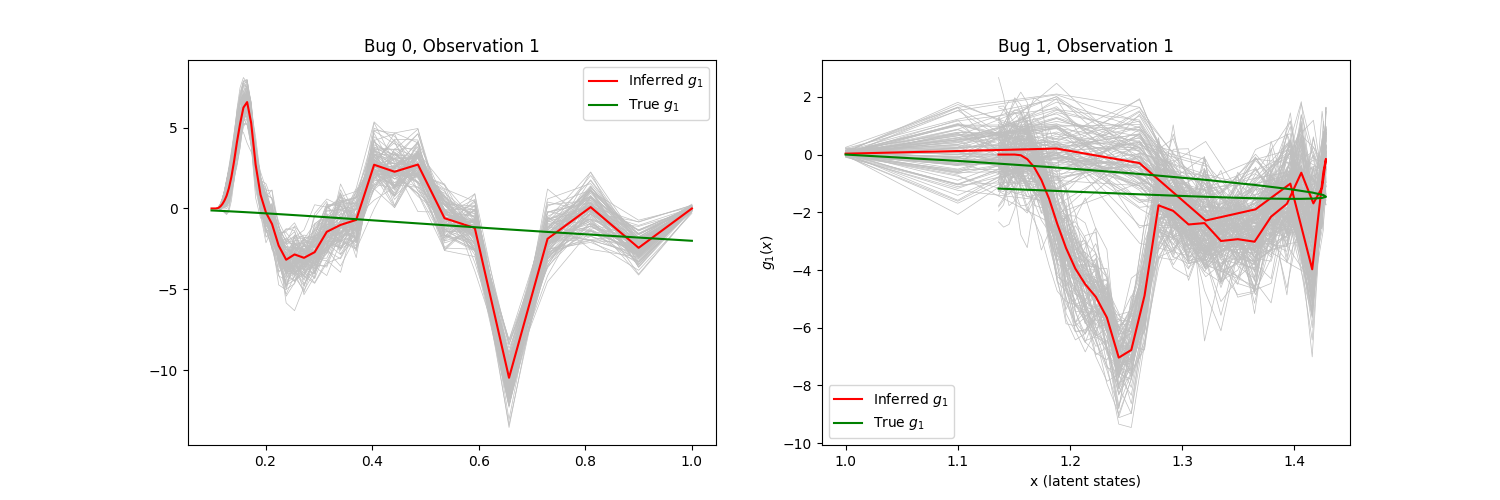 Bug 0, Observation 1
Inferred g₁
True g₁
5
0
−5
−10
0.2 0.4 0.6 0.8 1.0
Bug 1, Observation 1
2
0
−2
−4
−6
−8
−10
g₁(x)
Inferred g₁
True g₁
1.0 1.1 1.2 1.3 1.4
x (latent states)